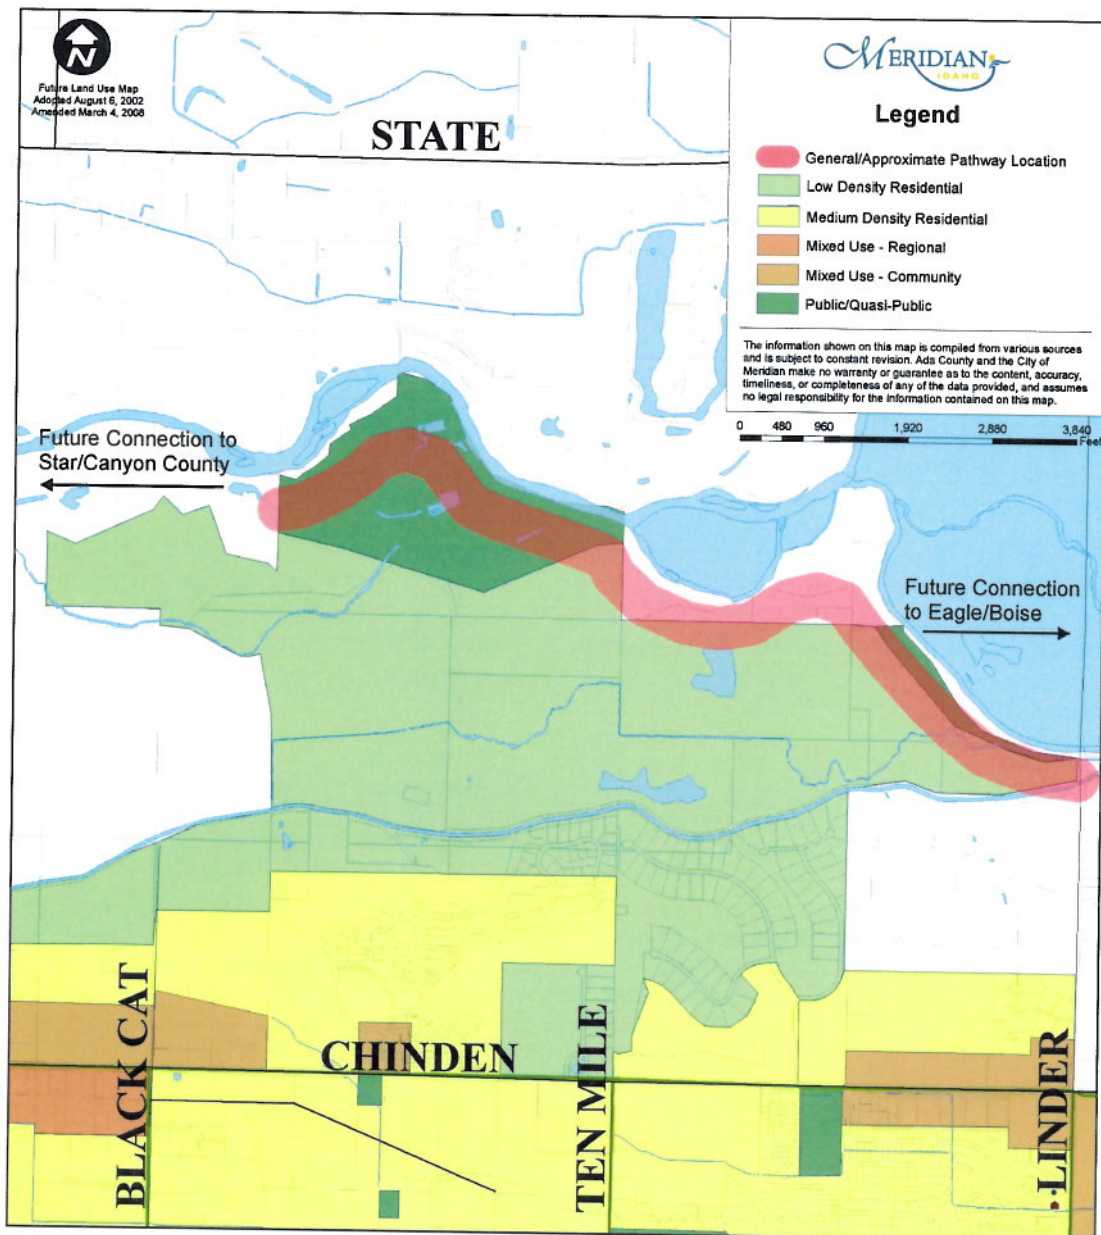 N
Future Land Use Map
Adopted August 6, 2002
Amended March 4, 2008
STATE
MERIDIAN
IDAHO
Legend
General/Approximate Pathway Location
Low Density Residential
Medium Density Residential
Mixed Use - Regional
Mixed Use - Community
Public/Quasi-Public
The information shown on this map is compiled from various sources
and is subject to constant revision. Ada County and the City of
Meridian make no warranty or guarantee as to the content, accuracy,
timeliness, or completeness of any of the data provided, and assumes
no legal responsibility for the information contained on this map.
0 480 960 1,920 2,880 3,840
Feet
Future Connection to
Star/Canyon County
Future Connection
to Eagle/Boise
BLACK CAT
CHINDEN
TEN MILE
LINDER